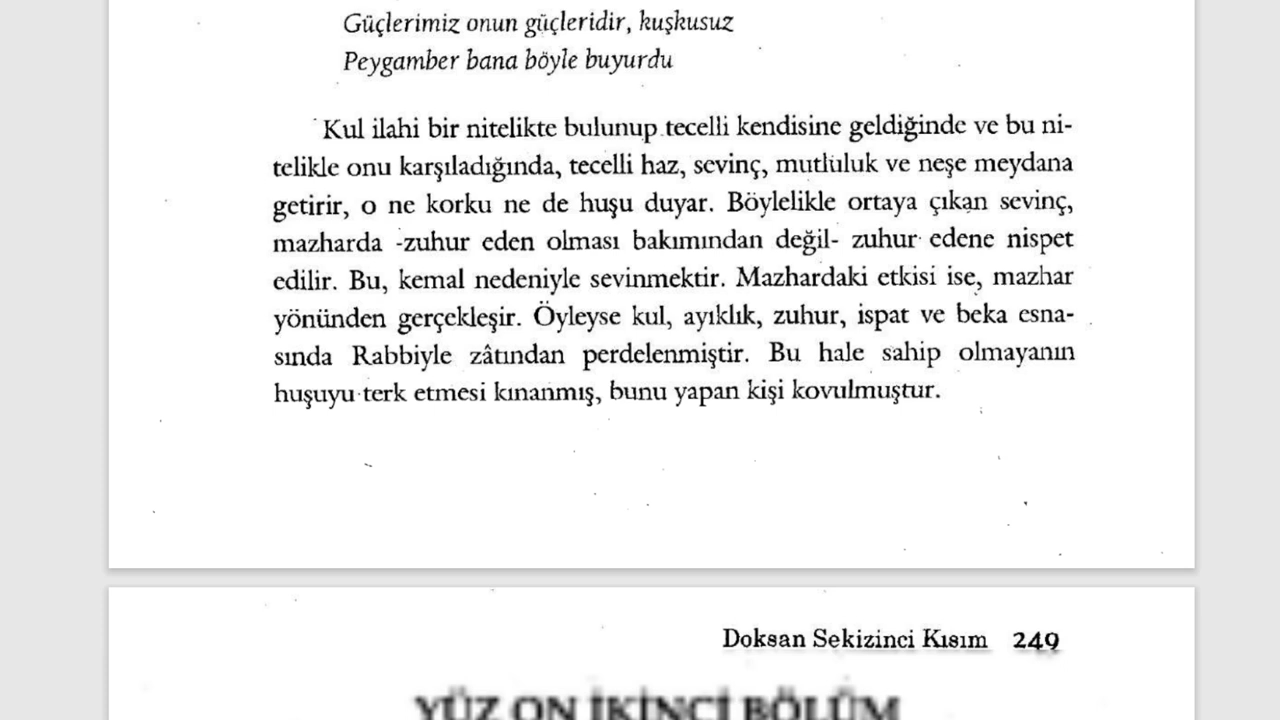 Güçlerimiz onun güçleridir, kuşkusuz
Peygamber bana böyle buyurdu
Kul ilahi bir nitelikte bulunup tecelli kendisine geldiğinde ve bu ni-
telikle onu karşıladığında, tecelli haz, sevinç, mutluluk ve neşe meydana
getirir, o ne korku ne de huşu duyar. Böylelikle ortaya çıkan sevinç,
mazharda -zuhur eden olması bakımından değil- zuhur edene nispet
edilir. Bu, kemal nedeniyle sevinmektir. Mazhardaki etkisi ise, mazhar
yönünden gerçekleşir. Öyleyse kul, ayıklık, zuhur, ispat ve beka esna-
sında Rabbiyle zâtından perdelenmiştir. Bu hale sahip olmayanın
huşuyu terk etmesi kınanmış, bunu yapan kişi kovulmuştur.
Doksan Sekizinci Kısım 249
YÜZ ON İKİNCİ BÖLÜM